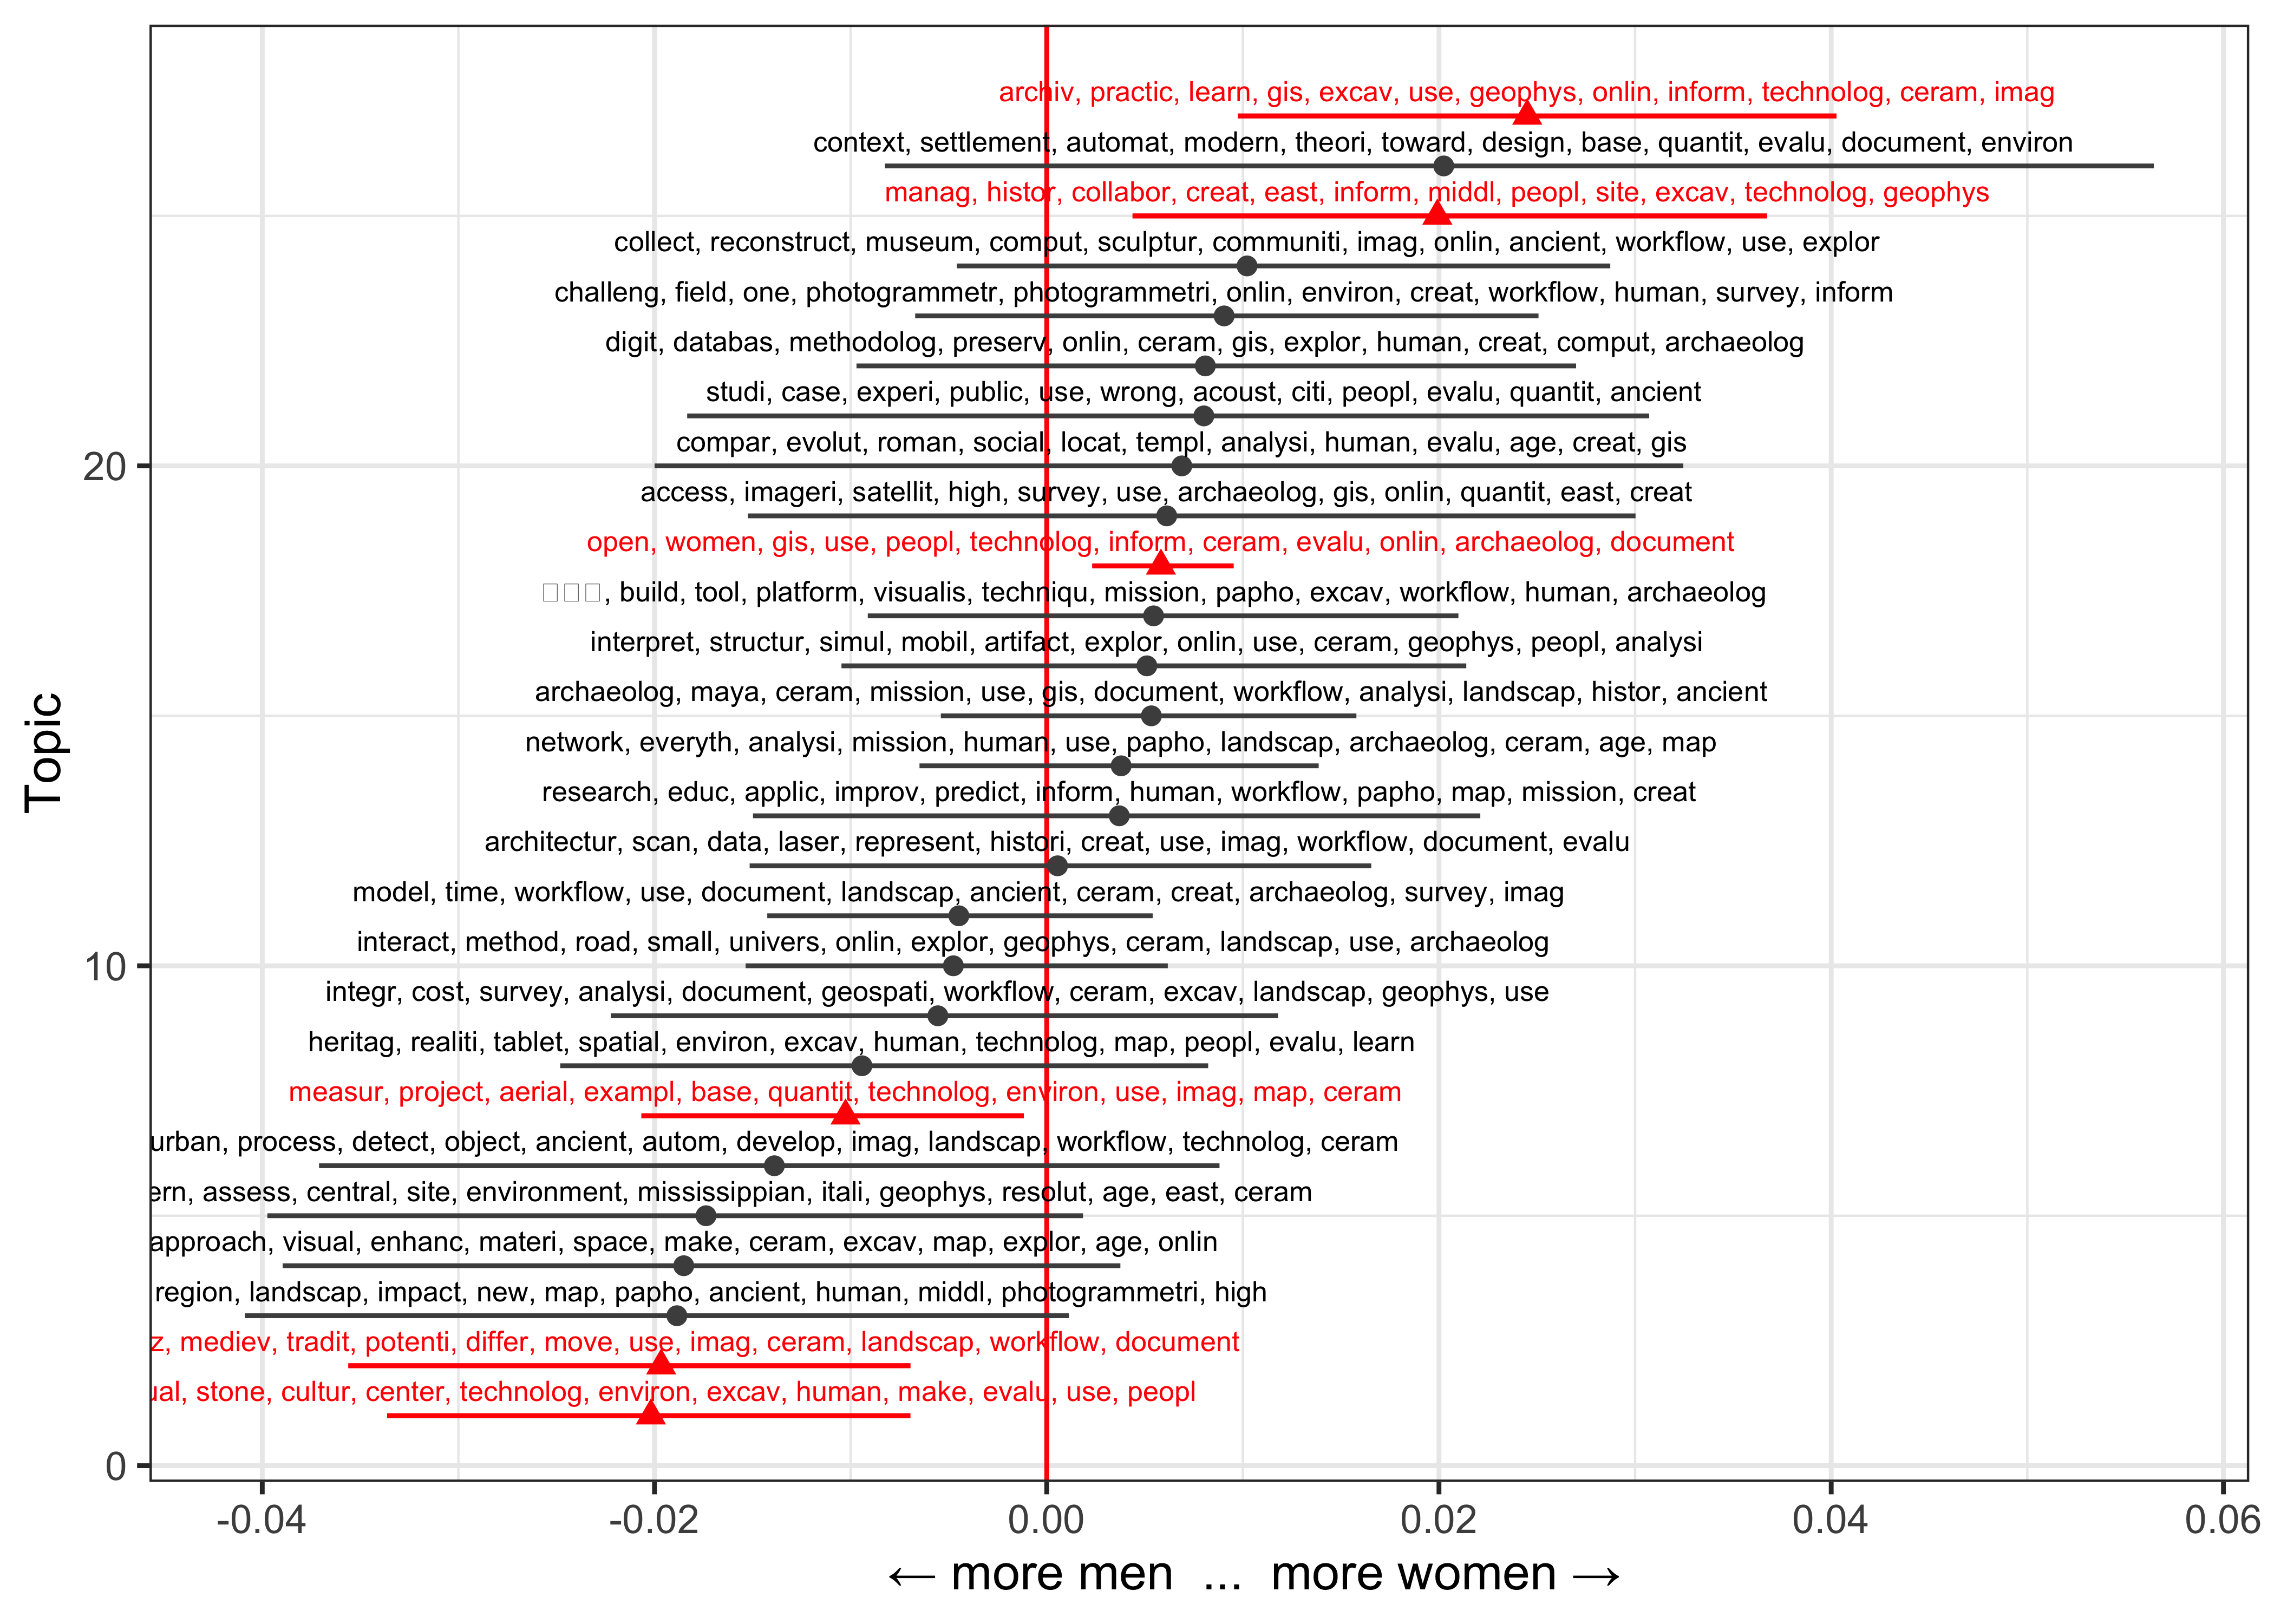 archiv, practic, learn, gis, excav, use, geophys, onlin, inform, technolog, ceram, imag
context, settlement, automat, modern, theori, toward, design, base, quantit, evalu, document, environ
manag, histor, collabor, creat, east, inform, middl, peopl, site, excav, technolog, geophys
collect, reconstruct, museum, comput, sculptur, communiti, imag, onlin, ancient, workflow, use, explor
challeng, field, one, photogrammetr, photogrammetri, onlin, environ, creat, workflow, human, survey, inform
digit, databas, methodolog, preserv, onlin, ceram, gis, explor, human, creat, comput, archaeolog
studi, case, experi, public, use, wrong, acoust, citi, peopl, evalu, quantit, ancient
compar, evolut, roman, social, locat, templ, analysi, human, evalu, age, creat, gis
20
access, imageri, satellit, high, survey, use, archaeolog, gis, onlin, quantit, east, creat
open, women, gis, use, peopl, technolog, inform, ceram, evalu, onlin, archaeolog, document
, build, tool, platform, visualis, techniqu, mission, papho, excav, workflow, human, archaeolog
interpret, structur, simul, mobil, artifact, explor, onlin, use, ceram, geophys, peopl, analysi
archaeolog, maya, ceram, mission, use, gis, document, workflow, analysi, landscap, histor, ancient
network, everyth, analysi, mission, human, use, papho, landscap, archaeolog, ceram, age, map
Topic
research, educ, applic, improv, predict, inform, human, workflow, papho, map, mission, creat
architectur, scan, data, laser, represent, histori, creat, use, imag, workflow, document, evalu
model, time, workflow, use, document, landscap, ancient, ceram, creat, archaeolog, survey, imag
interact, method, road, small, univers, onlin, explor, geophys, ceram, landscap, use, archaeolog
10
integr, cost, survey, analysi, document, geospati, workflow, ceram, excav, landscap, geophys, use
heritag, realiti, tablet, spatial, environ, excav, human, technolog, map, peopl, evalu, learn
measur, project, aerial, exampl, base, quantit, technolog, environ, use, imag, map, ceram
urban, process, detect, object, ancient, autom, develop, imag, landscap, workflow, technolog, ceram
ern, assess, central, site, environment, mississippian, itali, geophys, resolut, age, east, ceram
approach, visual, enhanc, materi, space, make, ceram, excav, map, explor, age, onlin
region, landscap, impact, new, map, papho, ancient, human, middl, photogrammetri, high
z, mediev, tradit, potenti, differ, move, use, imag, ceram, landscap, workflow, document
ual, stone, cultur, center, technolog, environ, excav, human, make, evalu, use, peopl
0
-0.04 -0.02 0.00 0.02 0.04 0.06
← more men ... more women →